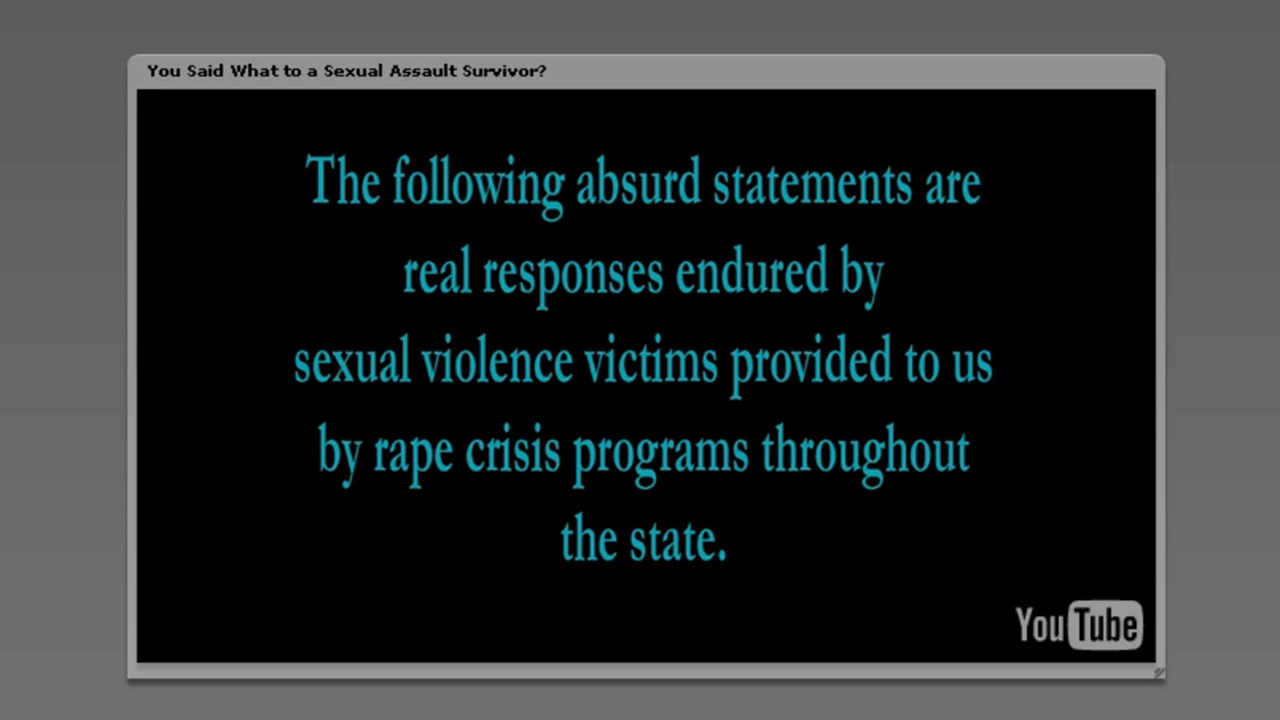 You Said What to a Sexual Assault Survivor?
The following absurd statements are
real responses endured by
sexual violence victims provided to us
by rape crisis programs throughout
the state.
YouTube